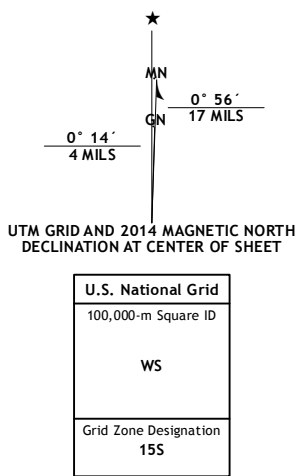 MN
0° 56´
17 MILS
GN
0° 14´
4 MILS
UTM GRID AND 2014 MAGNETIC NORTH
DECLINATION AT CENTER OF SHEET
U.S. National Grid
100,000-m Square ID
WS
Grid Zone Designation
15S